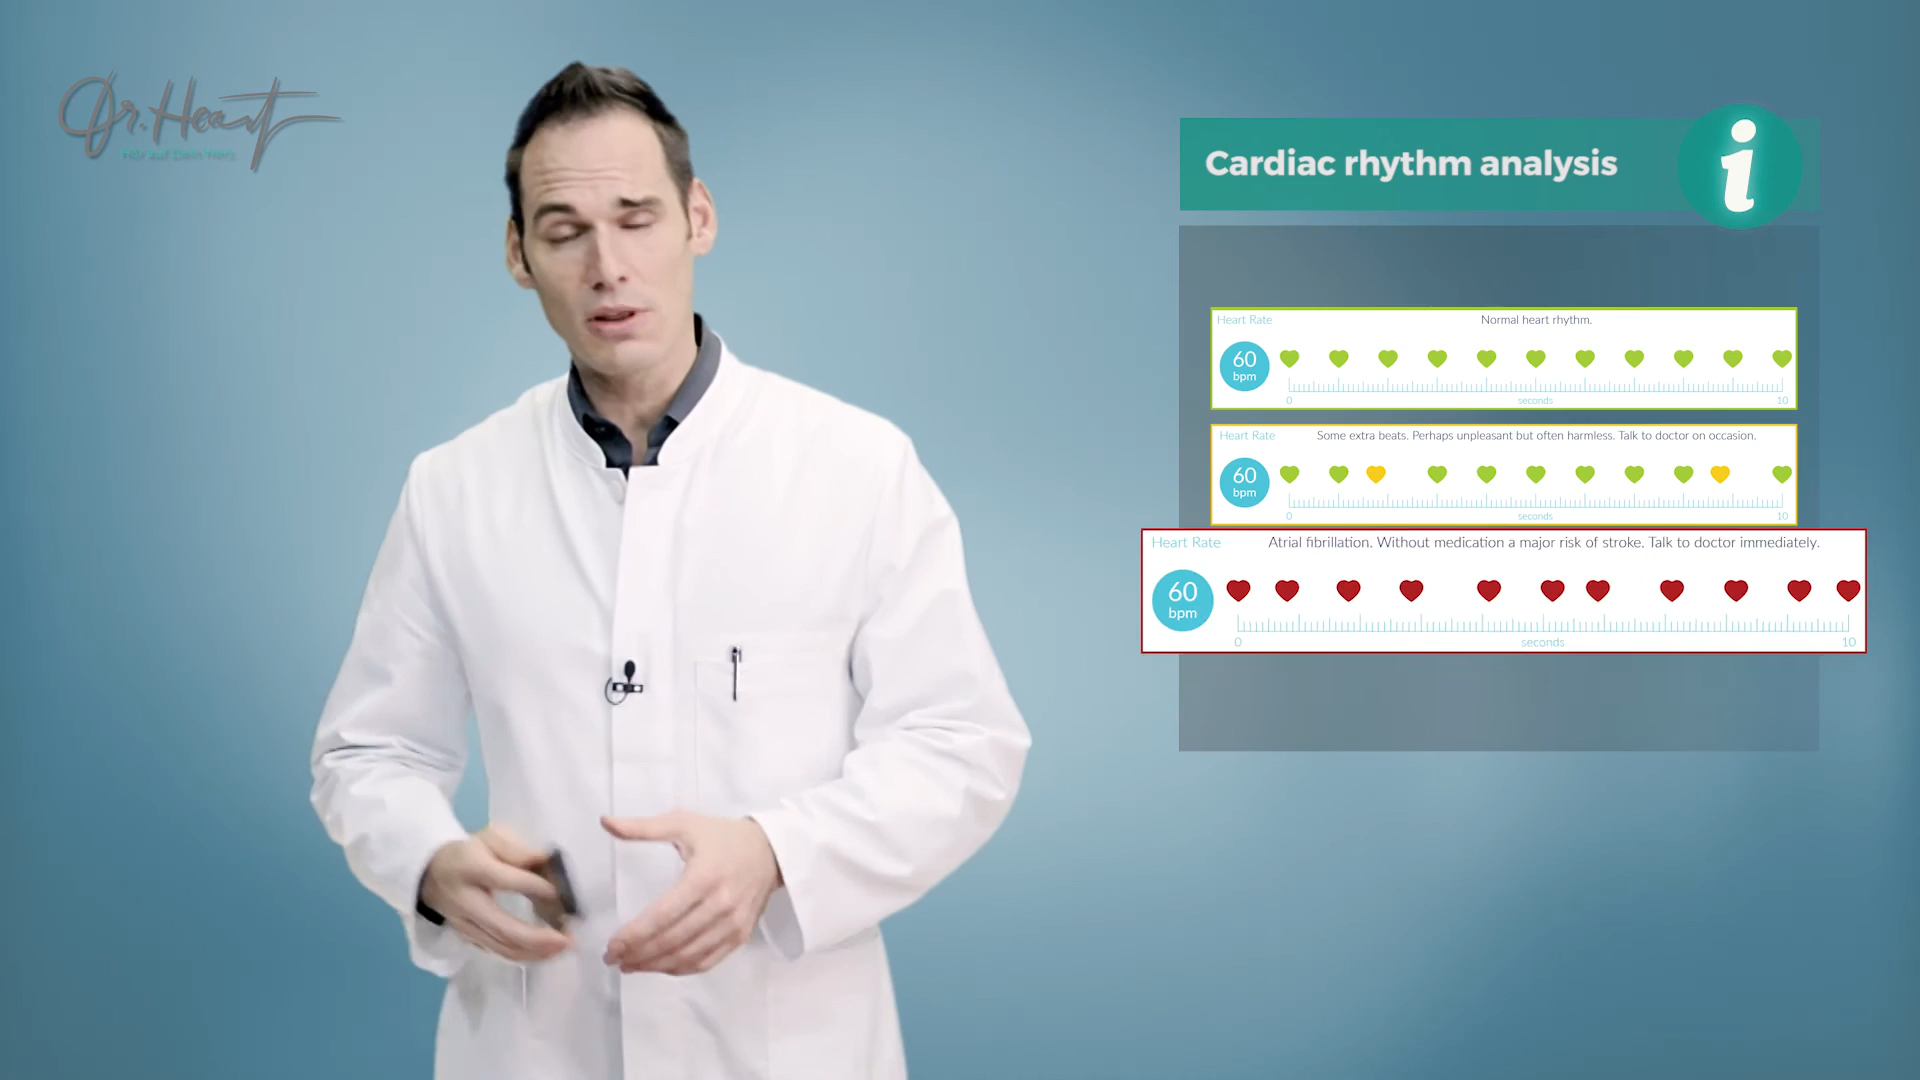 Dr. Heart
Cardiac rhythm analysis
i
Heart Rate
Normal heart rhythm.
60
bpm
0
seconds
10
Heart Rate
Some extra beats. Perhaps unpleasant but often harmless. Talk to doctor on occasion.
60
bpm
0
seconds
10
Heart Rate
Atrial fibrillation. Without medication a major risk of stroke. Talk to doctor immediately.
60
bpm
0
seconds
10